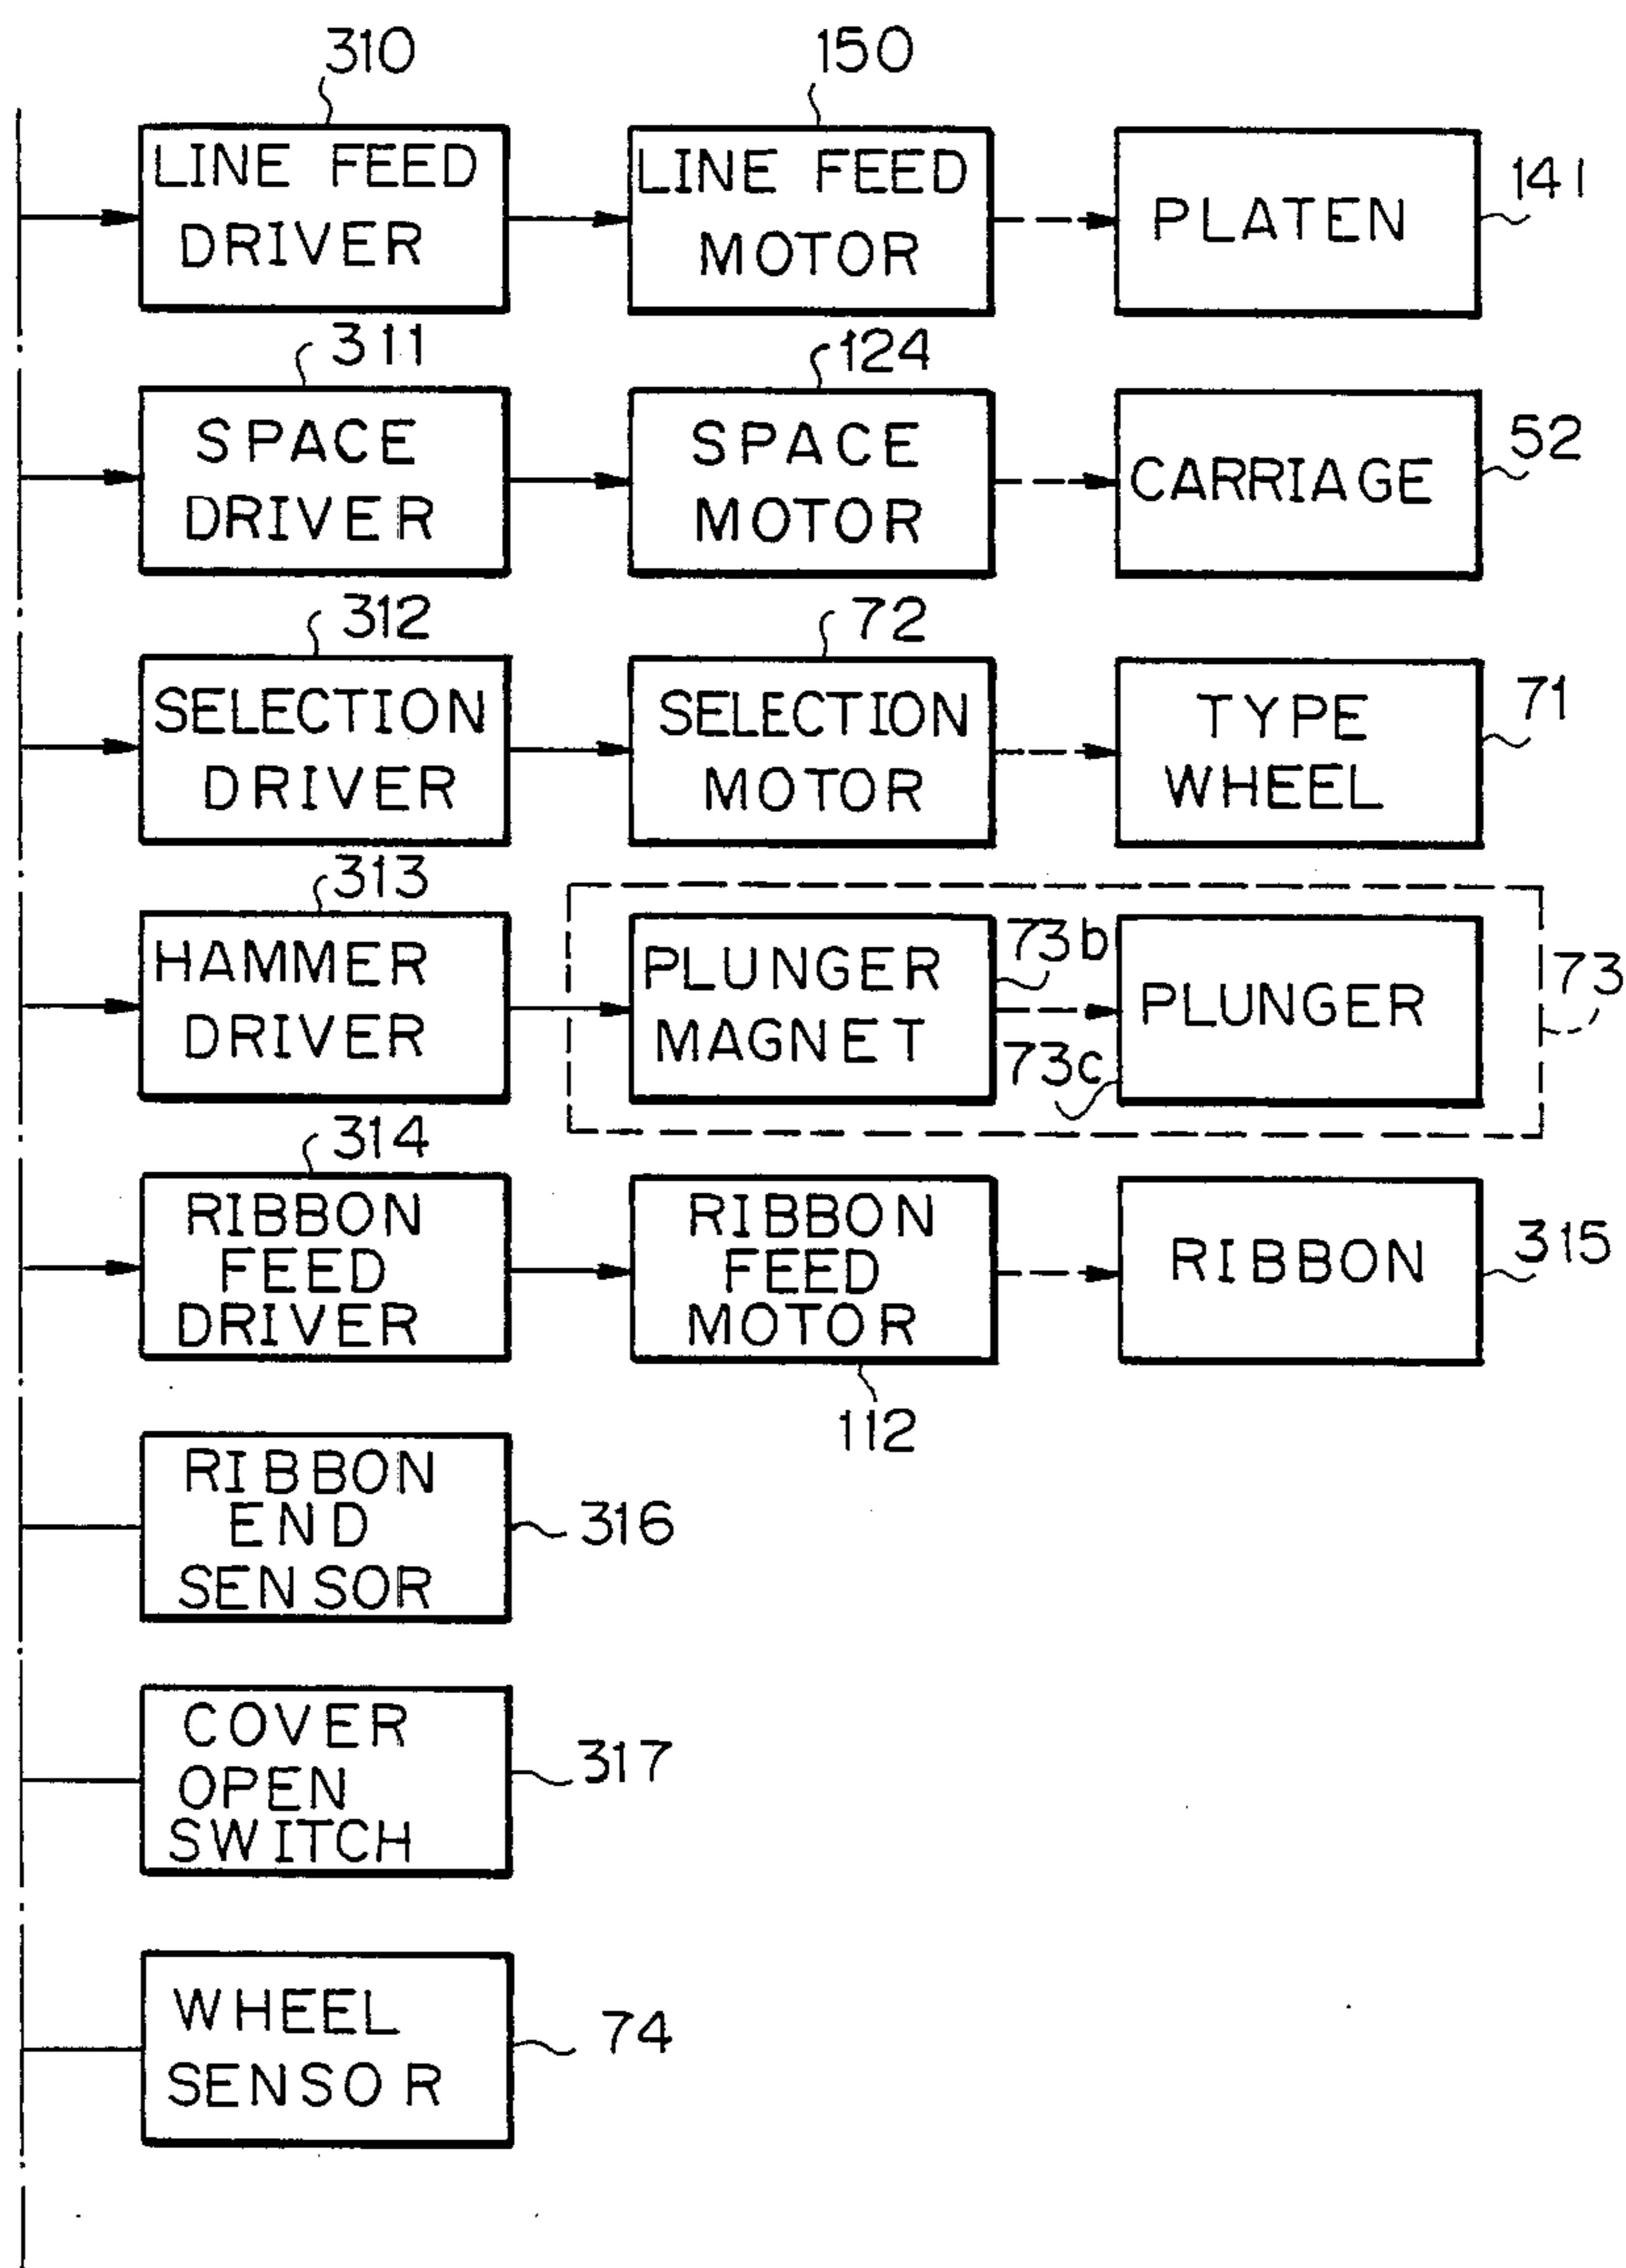 310
150
LINE FEED
DRIVER
LINE FEED
MOTOR
PLATEN
141
311
124
SPACE
DRIVER
SPACE
MOTOR
CARRIAGE
52
312
72
SELECTION
DRIVER
SELECTION
MOTOR
TYPE
WHEEL
71
313
HAMMER
DRIVER
PLUNGER
MAGNET
73b
73c
PLUNGER
73
314
RIBBON
FEED
DRIVER
RIBBON
FEED
MOTOR
112
RIBBON
315
RIBBON
END
SENSOR
316
COVER
OPEN
SWITCH
317
WHEEL
SENSOR
74